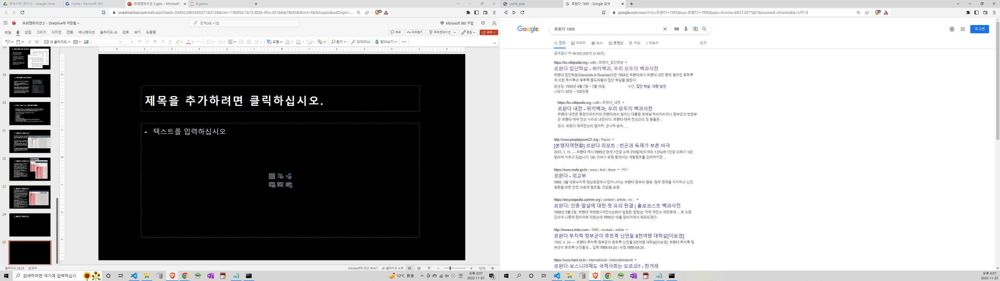 빅데이터_판다스 - Google Drive
Home | Microsoft 365
프레젠테이션 2.pptx - Microsoft
bigdata/
onedrive.live.com/edit.aspx?resid=DAB5C2965ABD2714!2124&cid=11f8df24-1b73-4026-9fcc-2518dde78a93&ithint=file%2cpptx&wdOrigin=...
프레젠테이션 2 - OneDrive에 저장됨
검색(Alt + Q)
Microsoft 365 구입
파일 홈 삽입 그리기 디자인 전환 애니메이션 슬라이드 쇼 검토 보기 도움말
메모 따라잡기 프레젠테이션 편집 공유
새 슬라이드 가 가 가 가 가 도형 찾기 디자이너 받아쓰기
18
19
20
21
22
23
24
25
7. 웹페이지 살펴보기(1)
7. 웹페이지 살펴보기(2)
7. 웹페이지 살펴보기(3)
7. 웹페이지 살펴보기(4)
제목을 추가하려면 클릭하십시오.
• 텍스트를 입력하십시오
슬라이드 25/25 한국어
Microsoft에 의견 보내기 슬라이드 노트 122%
검색하려면 여기에 입력하십시
12°C 맑음
오후 6:07
2022-11-23
world_data
르완다 1995 - Google 검색
google.com/search?q=르완다+1995&oq=르완다+1995&aqs=chrome..69i57.3071j0j1&sourceid=chrome&ie=UTF-8
Google
르완다 1995
로그인
전체 이미지 뉴스 동영상 지도 더보기 도구
검색결과 약 48,900,000개 (0.46초)
https://ko.wikipedia.org › wiki › 르완다_집단학살
르완다 집단학살 - 위키백과, 우리 모두의 백과사전
르완다 집단학살(Genocide in Rwanda)이란 1994년 르완다에서 르완다 내전 중에 벌어진 후투족
에 의한 투치족과 후투족 중도파들의 집단 학살을 말한다.
발생일: 1994년 4월 7일 ~ 7월 15일 수단: 집단 학살, 대량 살인
사망자: 50만 ~ 100만명
https://ko.wikipedia.org › wiki › 르완다_내전
르완다 내전 - 위키백과, 우리 모두의 백과사전
르완다 내전은 중앙아프리카의 르완다에서 일어난 대통령 쥐베날 하브자리마나 정부군과 반정부
군 르완다 애국 전선 사이의 내전이다. 르완다 애국 전선과의 첫 충돌은 ...
결과: 르완다 애국전선의 정치적, 군사적 승리: ...
http://www.peoplepower21.org › Peace
[분쟁지역현황] 르완다 리포트 : 빈곤과 독재가 부른 비극
2003. 3. 15. — 르완다 역시 1995년 현재 1인당 소득 310달러(미국의 1.5%)에 1인당 외채가 122
달러에 이르고 있습니다. G8, 다보스 포럼 등에서는 개발원조를 강조하지만 ...
https://www.mofa.go.kr › www › brd › down PDF
르완다 - 외교부
1995. 1월 대호수지역 정상회담에서 탄자니아는 르완다 정부의 평화. 정착 정책을 지지하고 난민
송환을 위한 안전 수송에 협조할. 것임을 표명.
https://encyclopedia.ushmm.org › content › article › rw...
르완다: 인종 말살에 대한 첫 유죄 판결 | 홀로코스트 백과사전
1998년 9월 2일, 르완다 국제형사재판소(UN이 설립한 법원)는 국제 재판소 재판후에 ... 로 도망
갔으며 나중에 잠비아로 피했는데 1995년 10월 잠비아에서 체포되었다.
http://imnews.imbc.com › 1995 › nwdesk › article
르완다 투치족 정부군이 후트족 난민들 8천여명 대학살[이보경]
1995. 4. 24. — 르완다 투치족 정부군이 후트족 난민들 8천여명 대학살[이보경]. 르완다 투치족 정
부군이 후트족 난민들 8 ... 입력 1995-04-24 | 수정 1995-04-24.
https://www.hani.co.kr › international › internationalunit
르완다·보스니아때도 국제사회는 모르쇠? - 한겨레
오후 6:07
2022-11-23